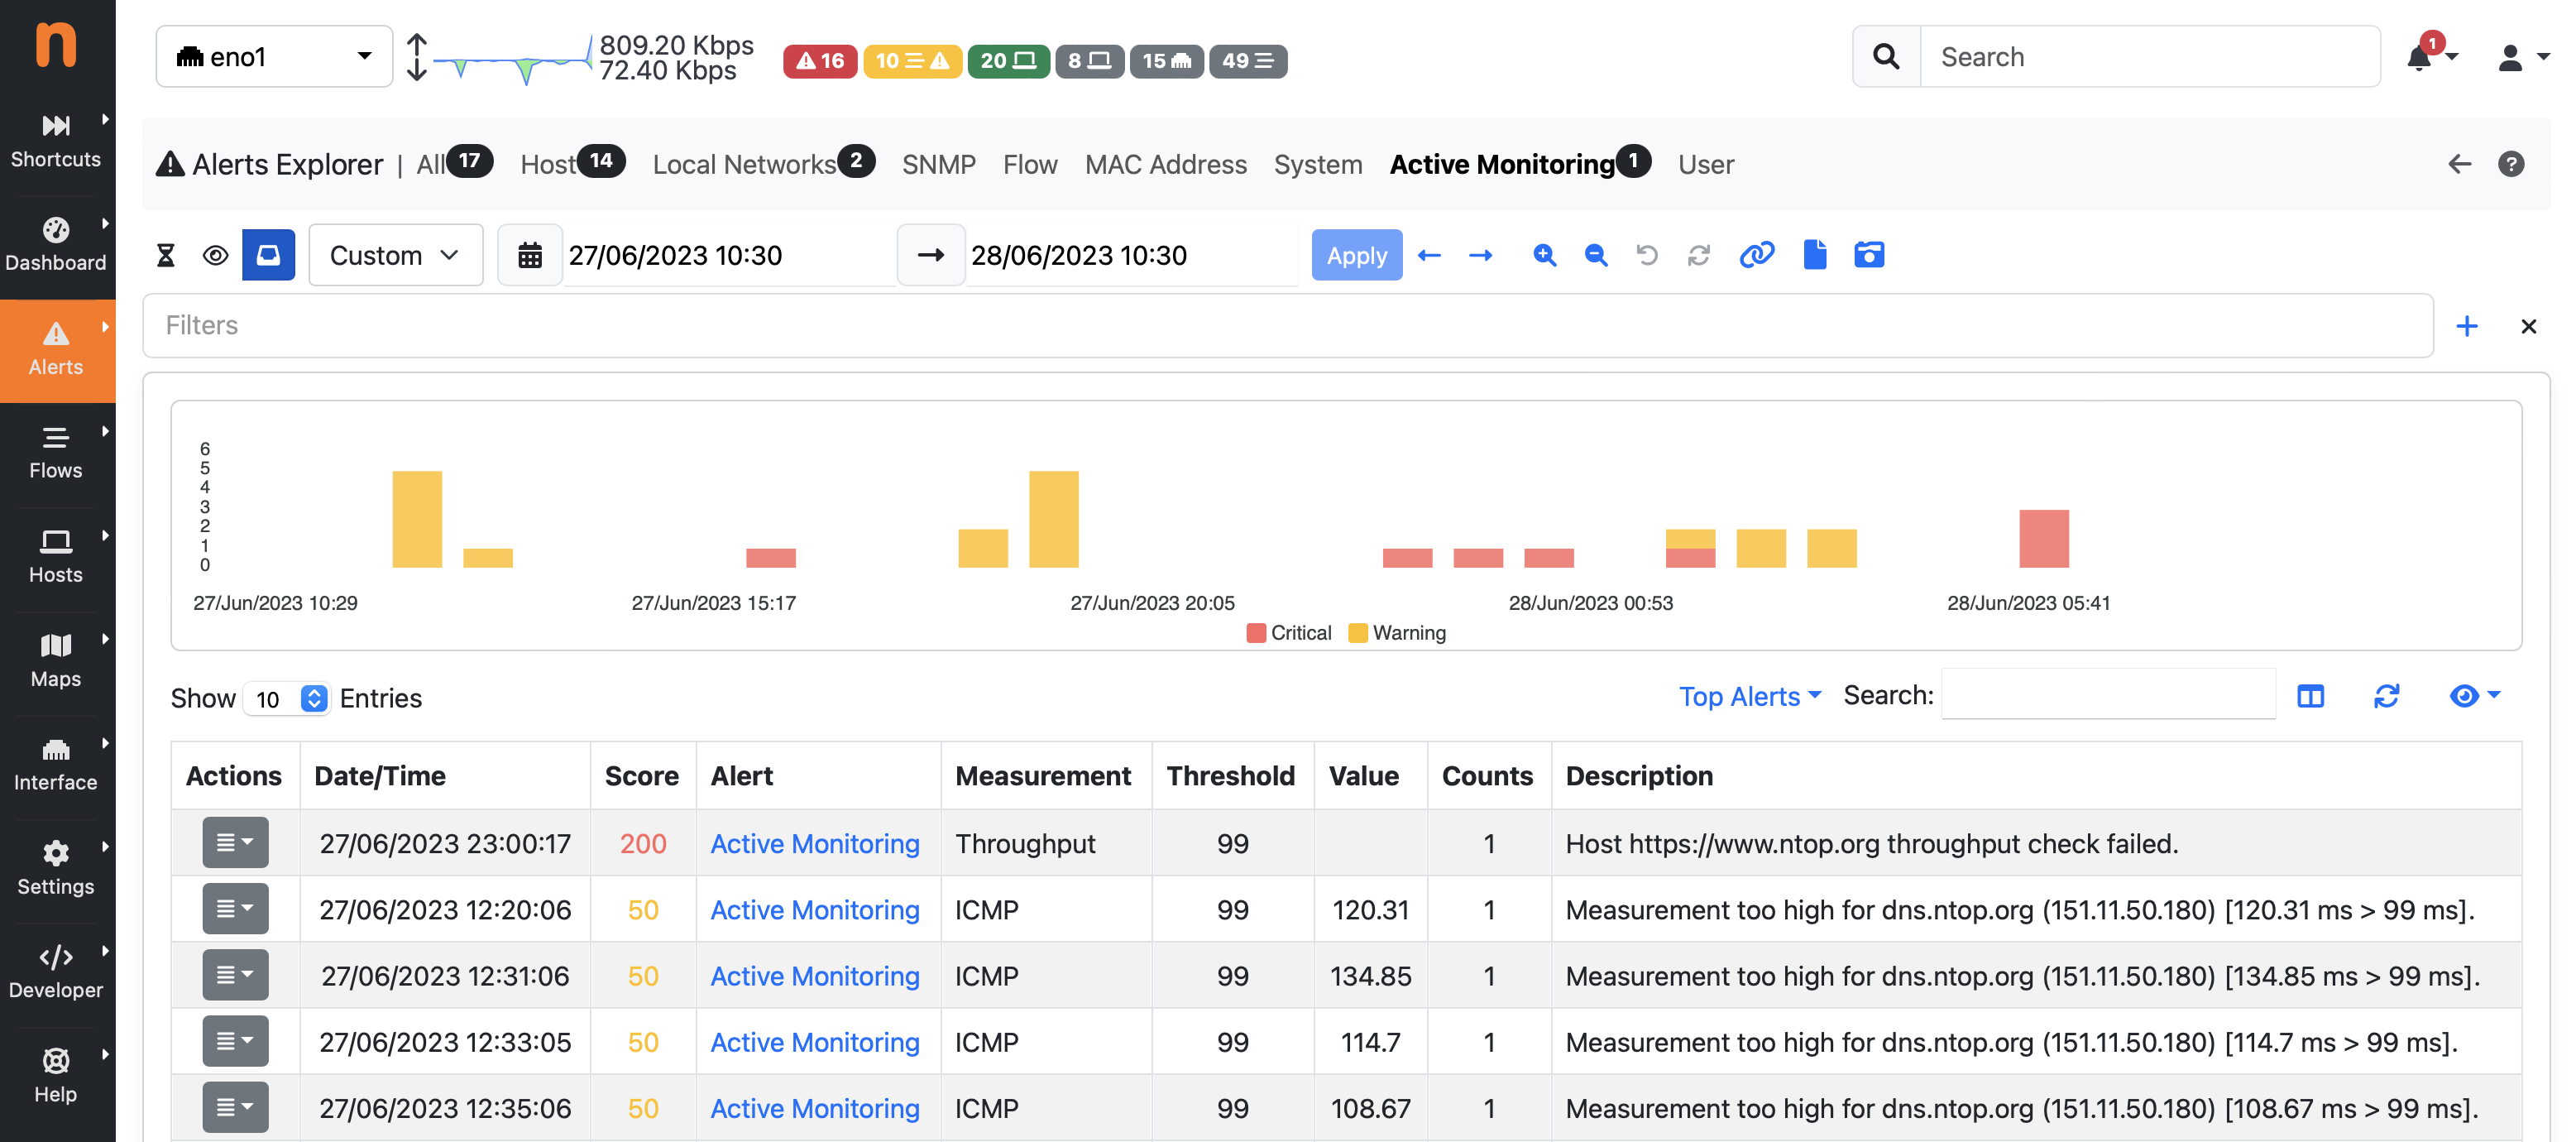 n
eno1
809.20 Kbps
72.40 Kbps
16
10
20
8
15
49
Search
1
Shortcuts
Dashboard
Alerts
Flows
Hosts
Maps
Interface
Settings
Developer
Help
Alerts Explorer | All 17 Host 14 Local Networks 2 SNMP Flow MAC Address System Active Monitoring 1 User
Custom 27/06/2023 10:30 28/06/2023 10:30 Apply
Filters
6
5
4
3
2
1
0
27/Jun/2023 10:29 27/Jun/2023 15:17 27/Jun/2023 20:05 28/Jun/2023 00:53 28/Jun/2023 05:41
Critical Warning
Show 10 Entries Top Alerts Search:
Actions Date/Time Score Alert Measurement Threshold Value Counts Description
27/06/2023 23:00:17 200 Active Monitoring Throughput 99 1 Host https://www.ntop.org throughput check failed.
27/06/2023 12:20:06 50 Active Monitoring ICMP 99 120.31 1 Measurement too high for dns.ntop.org (151.11.50.180) [120.31 ms > 99 ms].
27/06/2023 12:31:06 50 Active Monitoring ICMP 99 134.85 1 Measurement too high for dns.ntop.org (151.11.50.180) [134.85 ms > 99 ms].
27/06/2023 12:33:05 50 Active Monitoring ICMP 99 114.7 1 Measurement too high for dns.ntop.org (151.11.50.180) [114.7 ms > 99 ms].
27/06/2023 12:35:06 50 Active Monitoring ICMP 99 108.67 1 Measurement too high for dns.ntop.org (151.11.50.180) [108.67 ms > 99 ms].